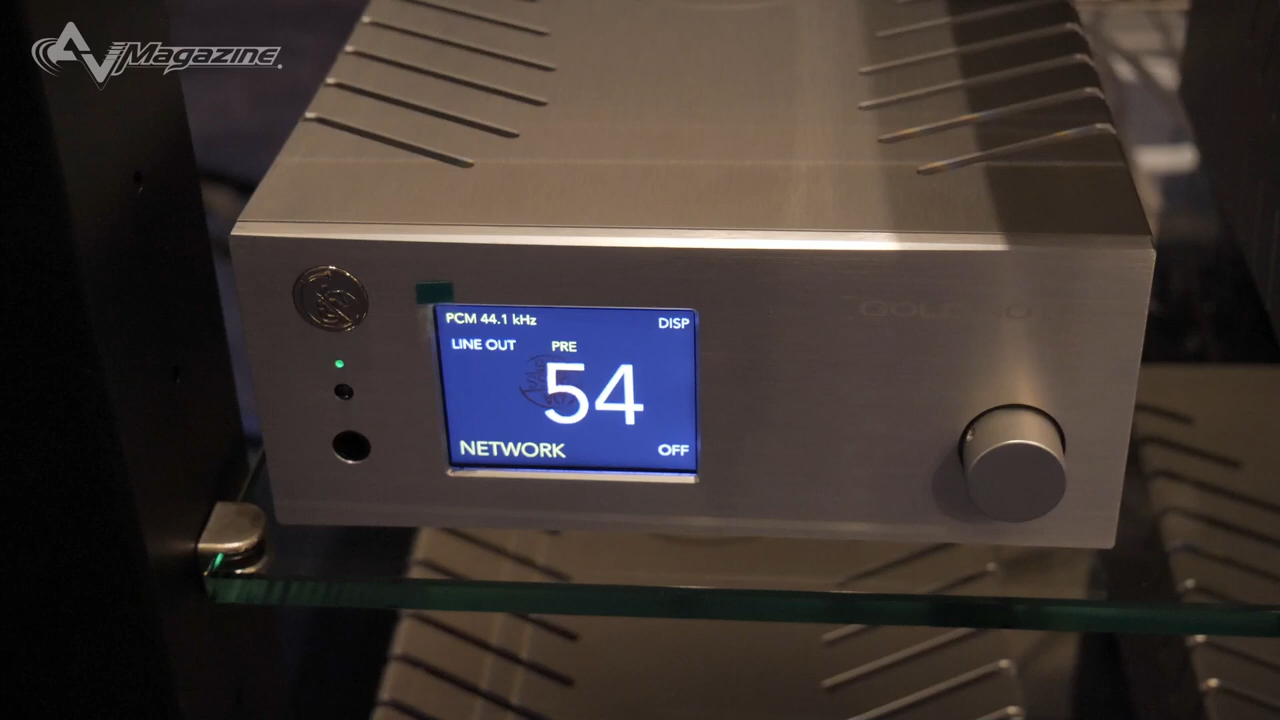 AV Magazine
PCM 44.1 kHz
DISP
LINE OUT
PRE
54
NETWORK
OFF